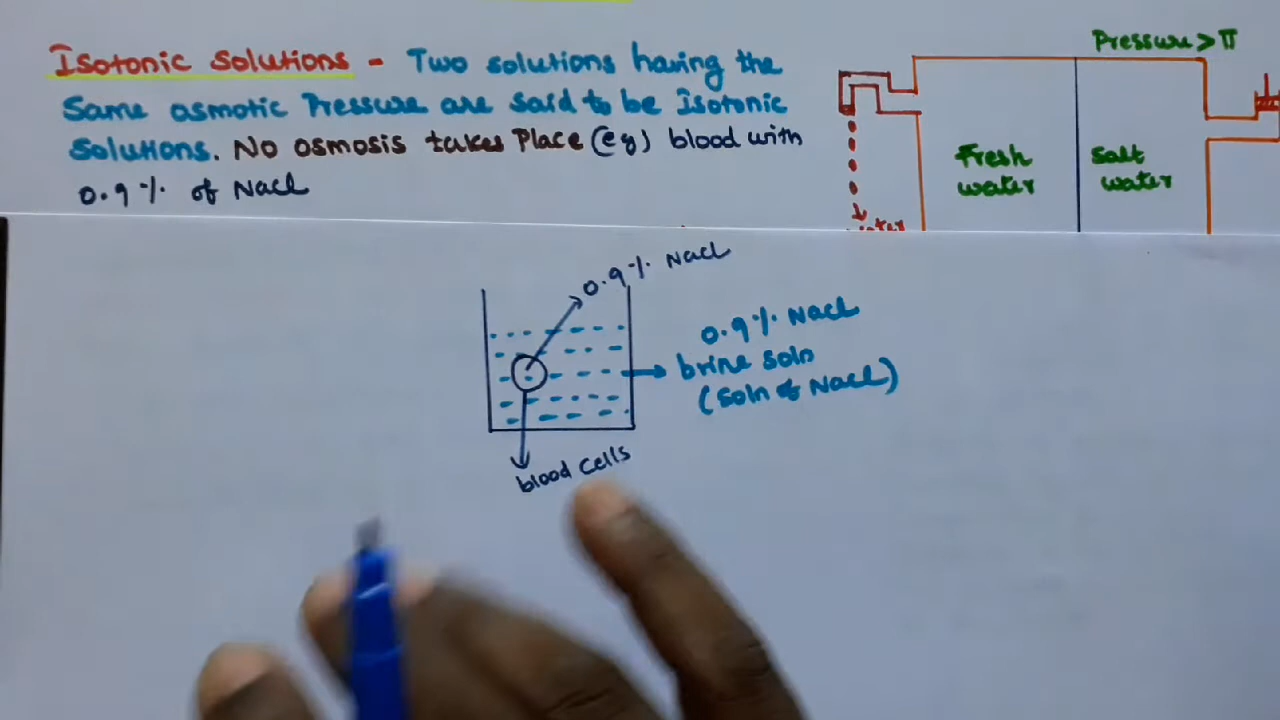 Isotonic Solutions - Two solutions having the
Same osmotic Pressure are said to be Isotonic
Solutions. No osmosis takes Place (eg) blood with
0.9% of Nacl
Pressure > π
Fresh
water
Salt
water
0.9% Nacl
0.9% Nacl
brine soln
(soln of Nacl)
blood cells